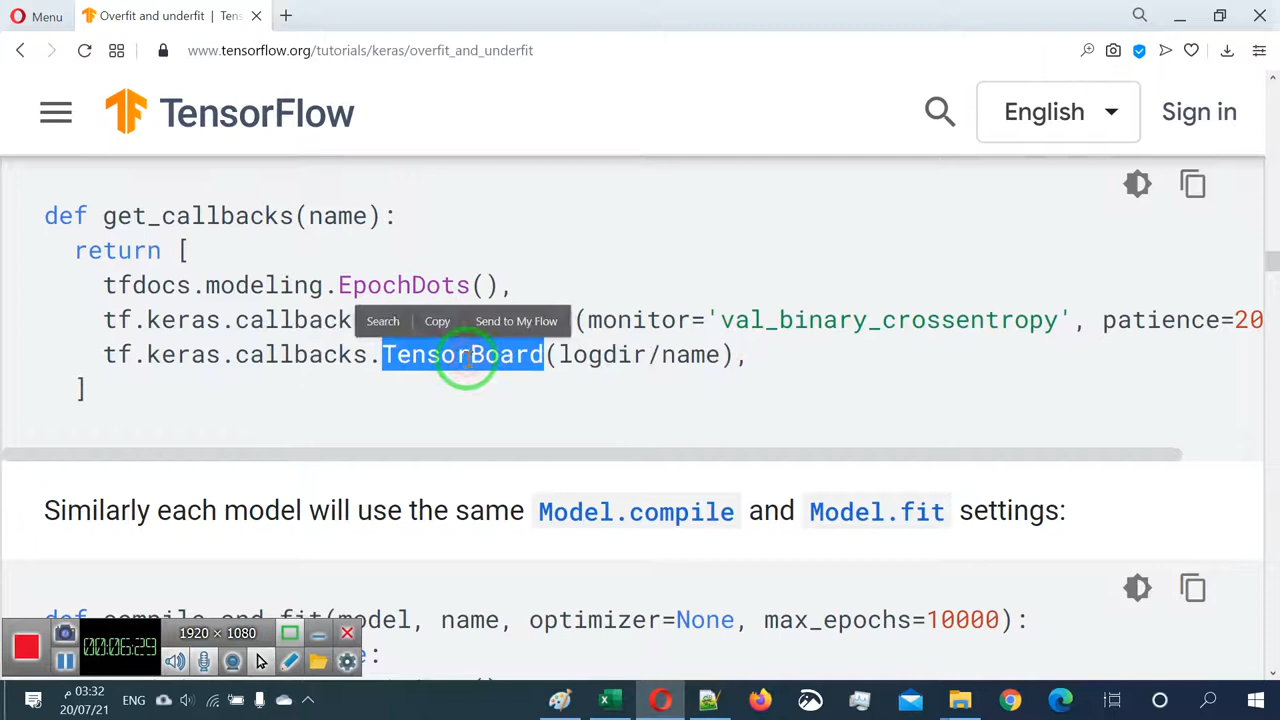 Menu
Overfit and underfit | Tens
www.tensorflow.org/tutorials/keras/overfit_and_underfit
TensorFlow
English
Sign in
def get_callbacks(name):
return [
tfdocs.modeling.EpochDots(),
tf.keras.callback
Search
Copy
Send to My Flow
(monitor='val_binary_crossentropy', patience=20
tf.keras.callbacks.TensorBoard(logdir/name),
]
Similarly each model will use the same Model.compile and Model.fit settings:
def compile_and_fit(model, name, optimizer=None, max_epochs=10000):
1920 × 1080
00:06:29
e:
ENG
03:32 م
20/07/21